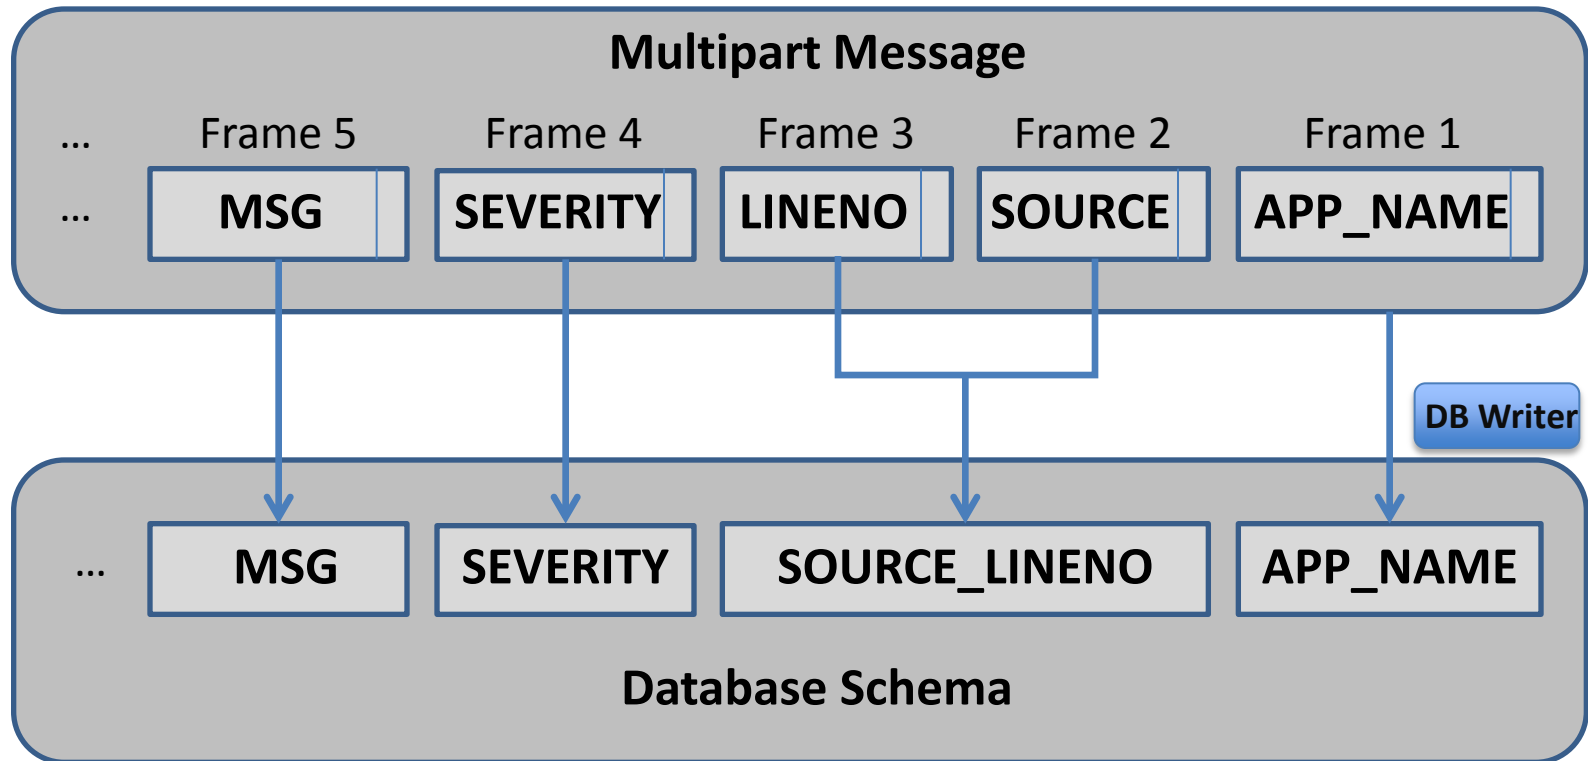 Multipart Message
... Frame 5 Frame 4 Frame 3 Frame 2 Frame 1
... MSG SEVERITY LINENO SOURCE APP_NAME
DB Writer
... MSG SEVERITY SOURCE_LINENO APP_NAME
Database Schema